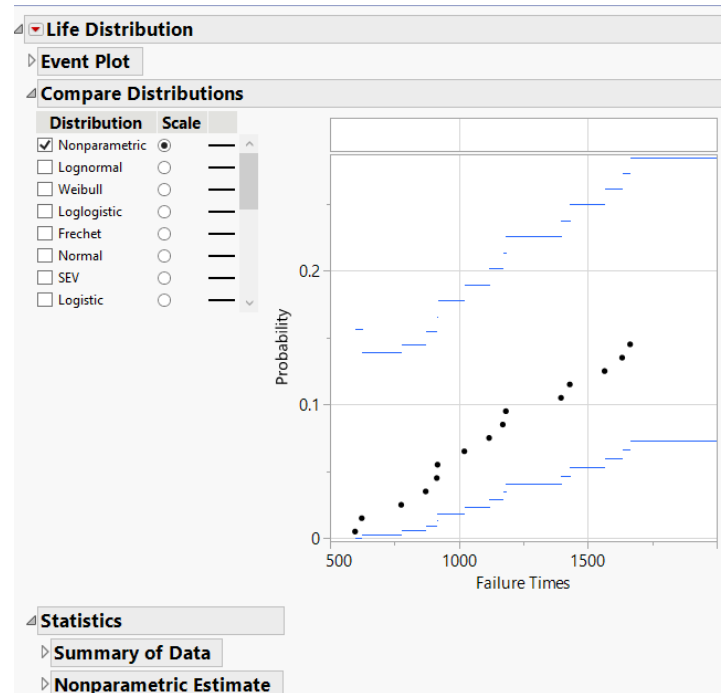 Life Distribution
Event Plot
Compare Distributions
Distribution Scale
Nonparametric
Lognormal
Weibull
Loglogistic
Frechet
Normal
SEV
Logistic
Probability
0.2
0.1
0
500 1000 1500
Failure Times
Statistics
Summary of Data
Nonparametric Estimate